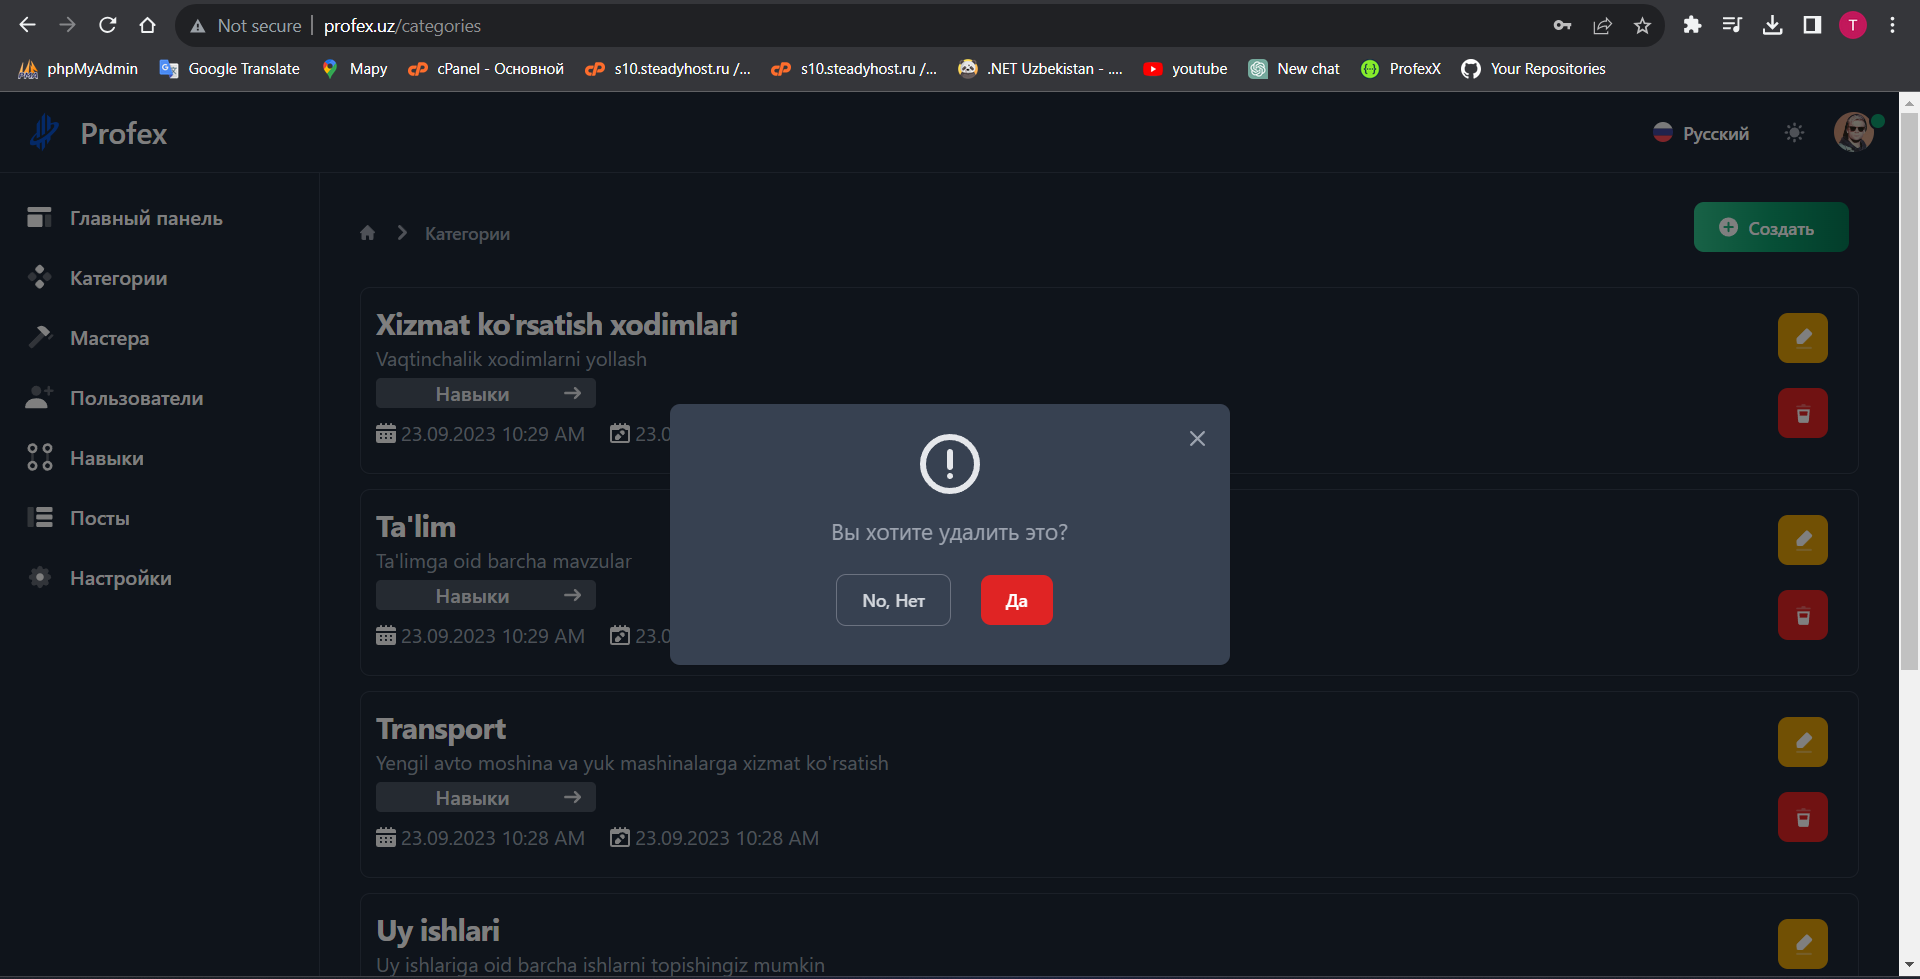 Not secure | profex.uz/categories
T
phpMyAdmin Google Translate Марy cPanel - Основной s10.steadyhost.ru /... s10.steadyhost.ru /... .NET Uzbekistan - .... youtube New chat ProfexX Your Repositories
Profex
Русский
Главный панель
Категории
Мастера
Пользователи
Навыки
Посты
Настройки
Категории
Создать
Xizmat ko'rsatish xodimlari
Vaqtinchalik xodimlarni yollash
Навыки
23.09.2023 10:29 AM 23.0
Ta'lim
Ta'limga oid barcha mavzular
Навыки
23.09.2023 10:29 AM 23.0
Вы хотите удалить это?
No, Нет Да
Transport
Yengil avto moshina va yuk mashinalarga xizmat ko'rsatish
Навыки
23.09.2023 10:28 AM 23.09.2023 10:28 AM
Uy ishlari
Uy ishlariga oid barcha ishlarni topishingiz mumkin